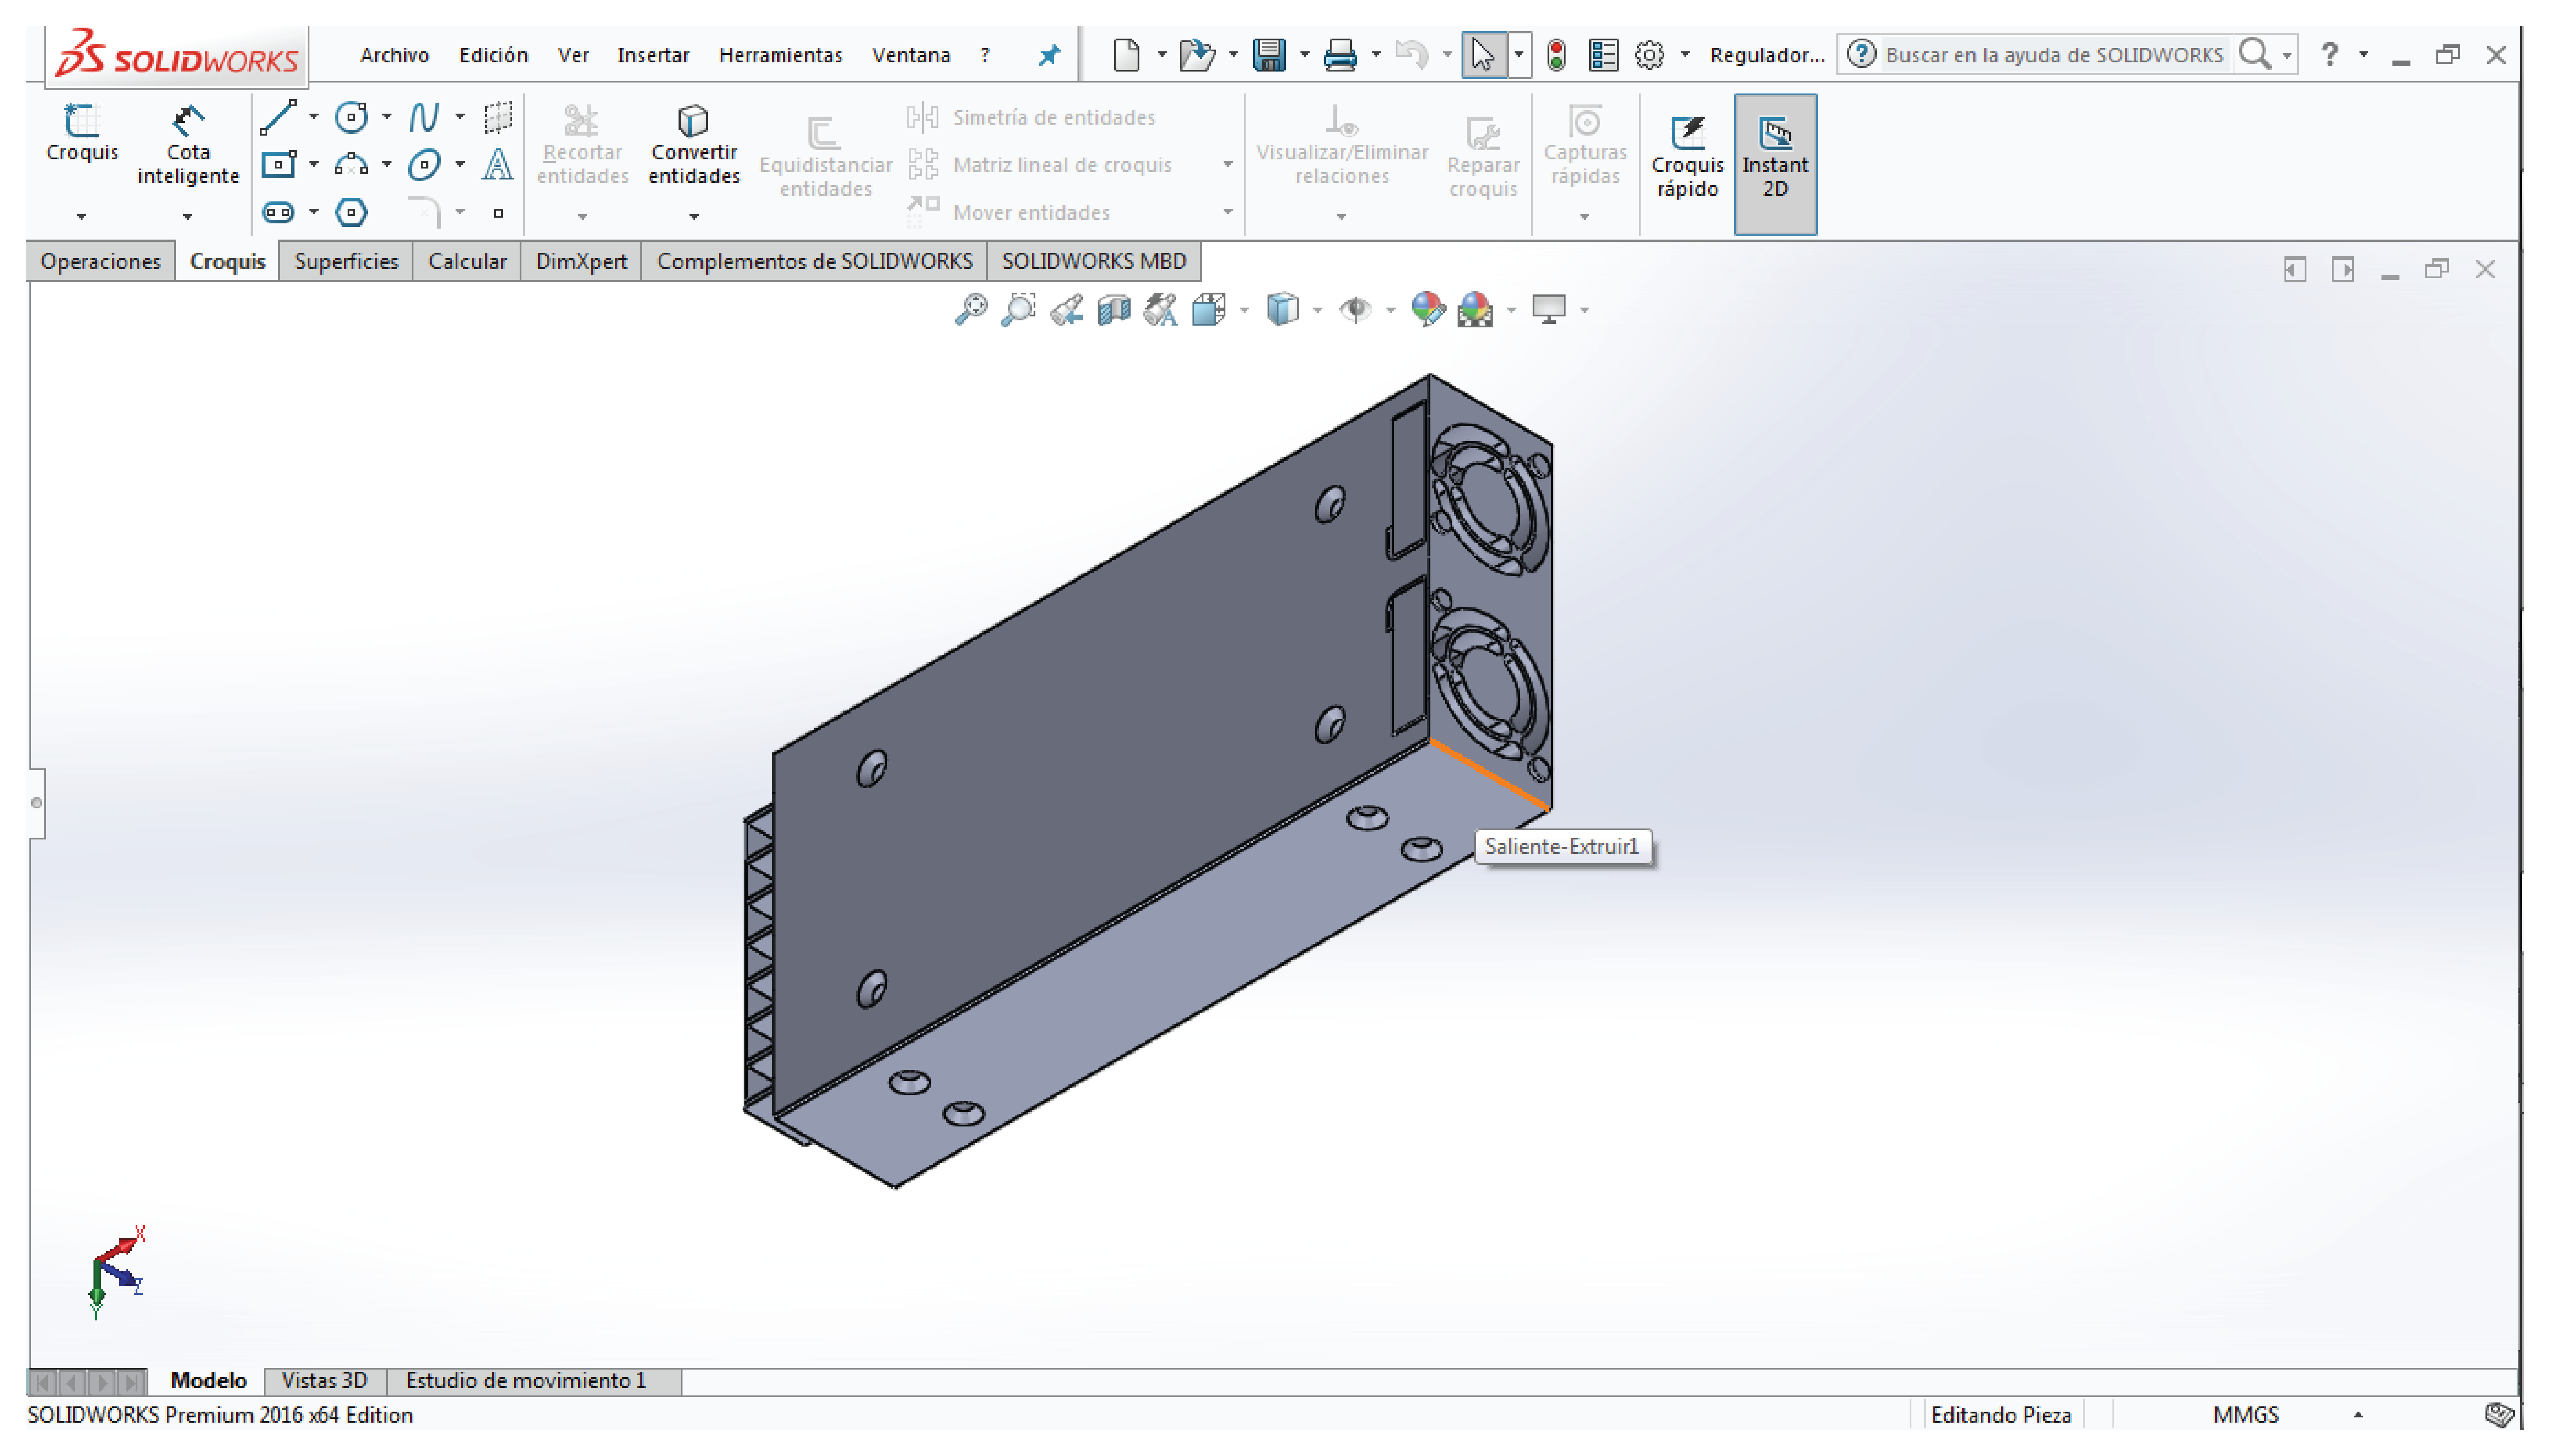 SOLIDWORKS Archivo Edición Ver Insertar Herramientas Ventana ? Regulador... Buscar en la ayuda de SOLIDWORKS ?
Croquis
Cota
inteligente
Recortar
entidades
Convertir
entidades
Equidistanciar
entidades
Simetría de entidades
Matriz lineal de croquis
Mover entidades
Visualizar/Eliminar
relaciones
Reparar
croquis
Capturas
rápidas
Croquis
rápido
Instant
2D
Operaciones Croquis Superficies Calcular DimXpert Complementos de SOLIDWORKS SOLIDWORKS MBD
Saliente-Extruir1
X
Z
Y
Modelo Vistas 3D Estudio de movimiento 1
SOLIDWORKS Premium 2016 x64 Edition Editando Pieza MMGS